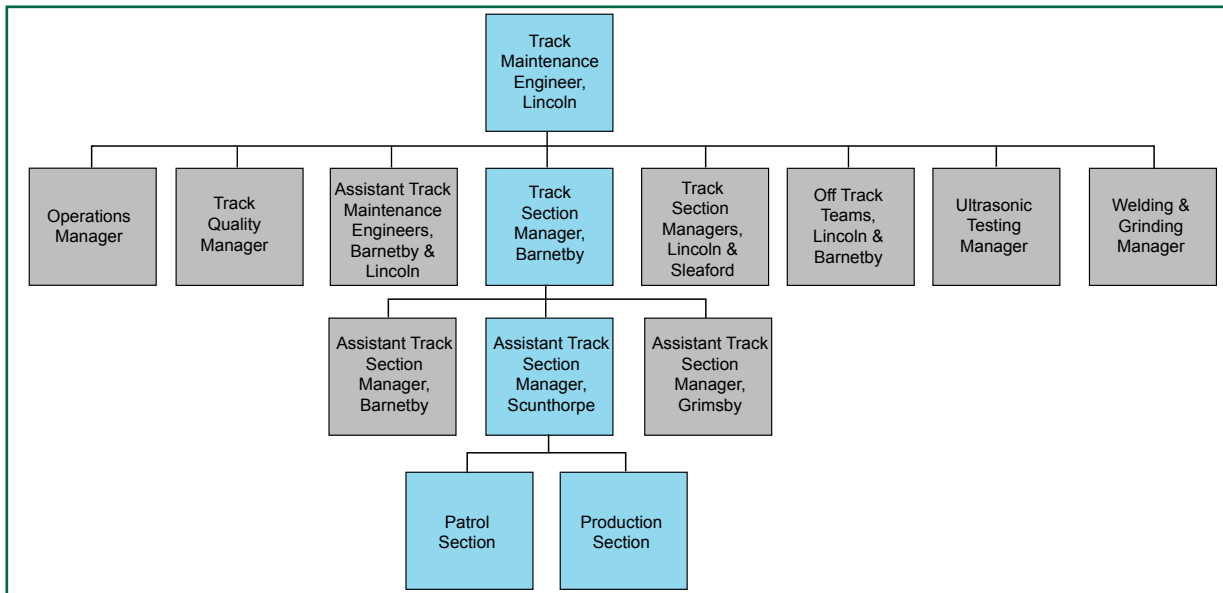 Track
Maintenance
Engineer,
Lincoln
Operations
Manager
Track
Quality
Manager
Assistant Track
Maintenance
Engineers,
Barnetby &
Lincoln
Track
Section
Manager,
Barnetby
Track
Section
Managers,
Lincoln &
Sleaford
Off Track
Teams,
Lincoln &
Barnetby
Ultrasonic
Testing
Manager
Welding &
Grinding
Manager
Assistant Track
Section
Manager,
Barnetby
Assistant Track
Section
Manager,
Scunthorpe
Assistant Track
Section
Manager,
Grimsby
Patrol
Section
Production
Section